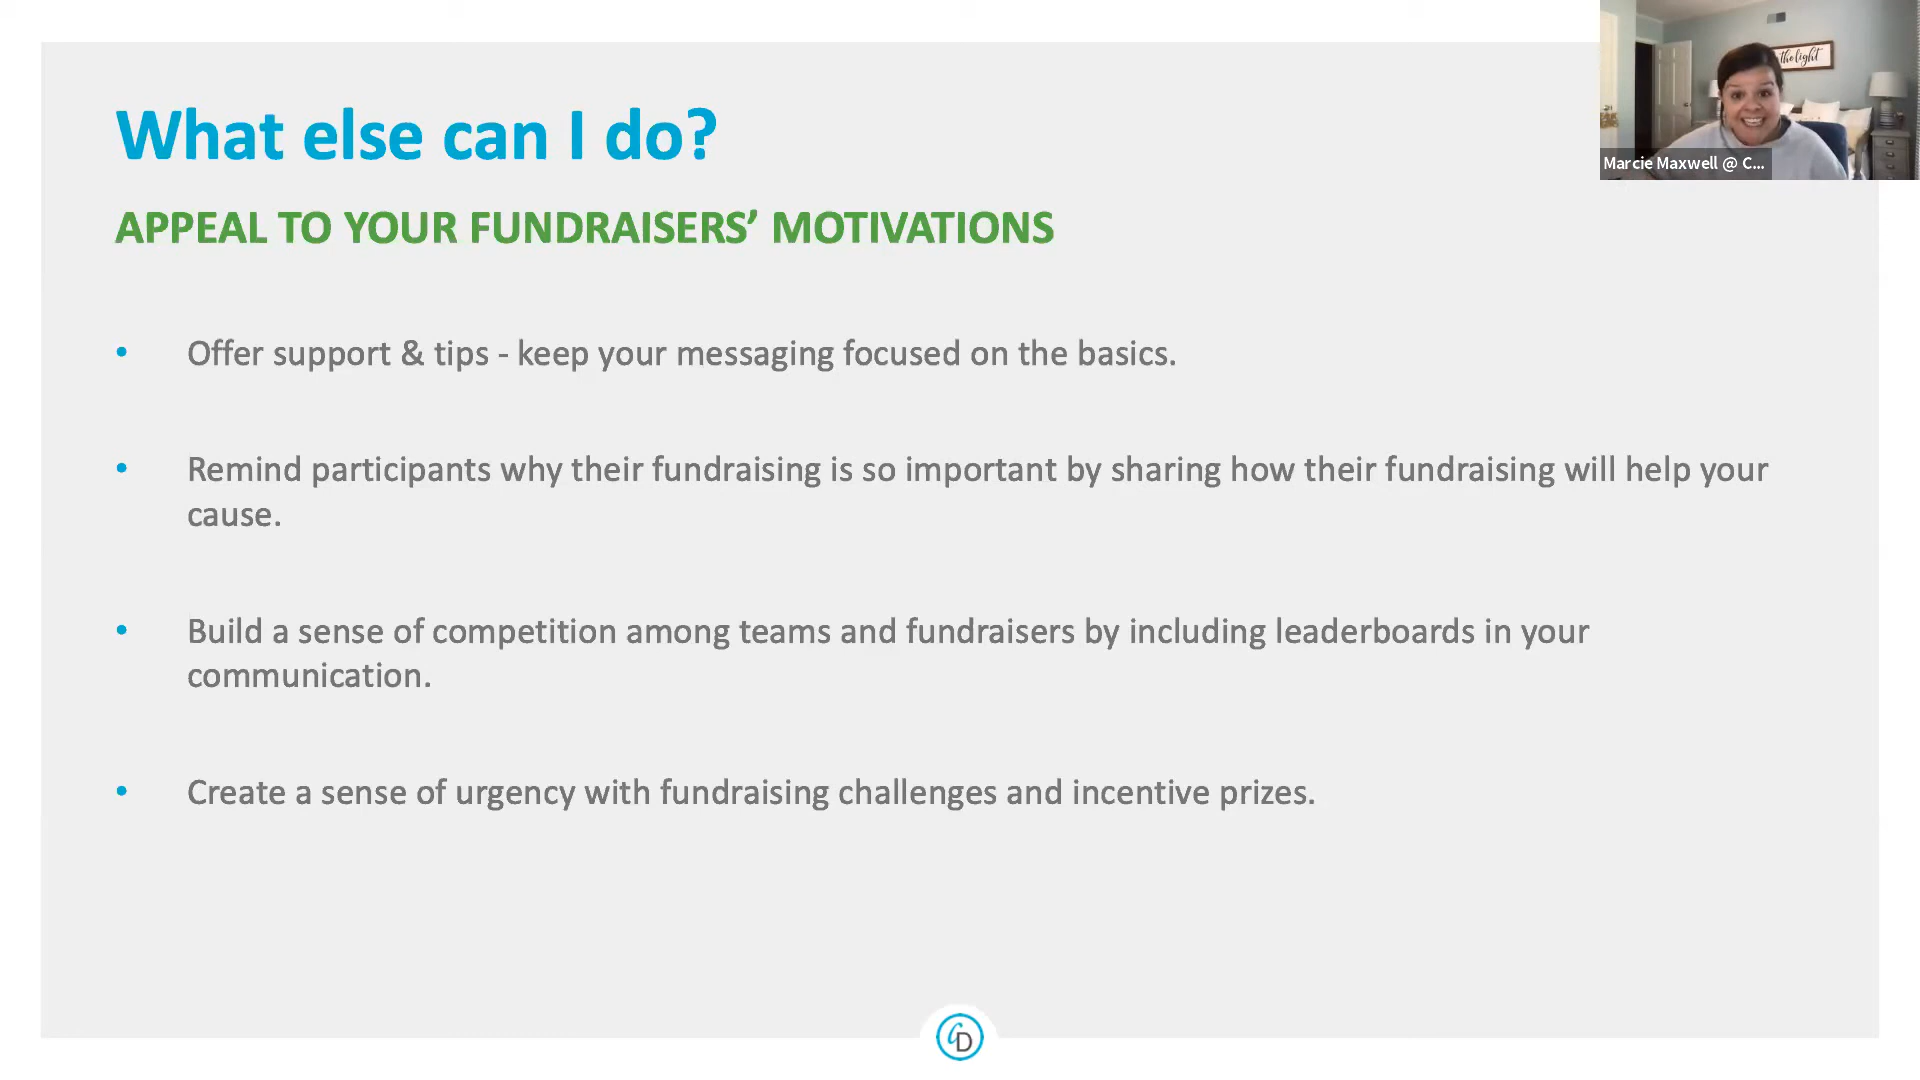 What else can I do?
APPEAL TO YOUR FUNDRAISERS’ MOTIVATIONS
• Offer support & tips - keep your messaging focused on the basics.
• Remind participants why their fundraising is so important by sharing how their fundraising will help your
cause.
• Build a sense of competition among teams and fundraisers by including leaderboards in your
communication.
• Create a sense of urgency with fundraising challenges and incentive prizes.
the light
Marcie Maxwell @ C...
CD